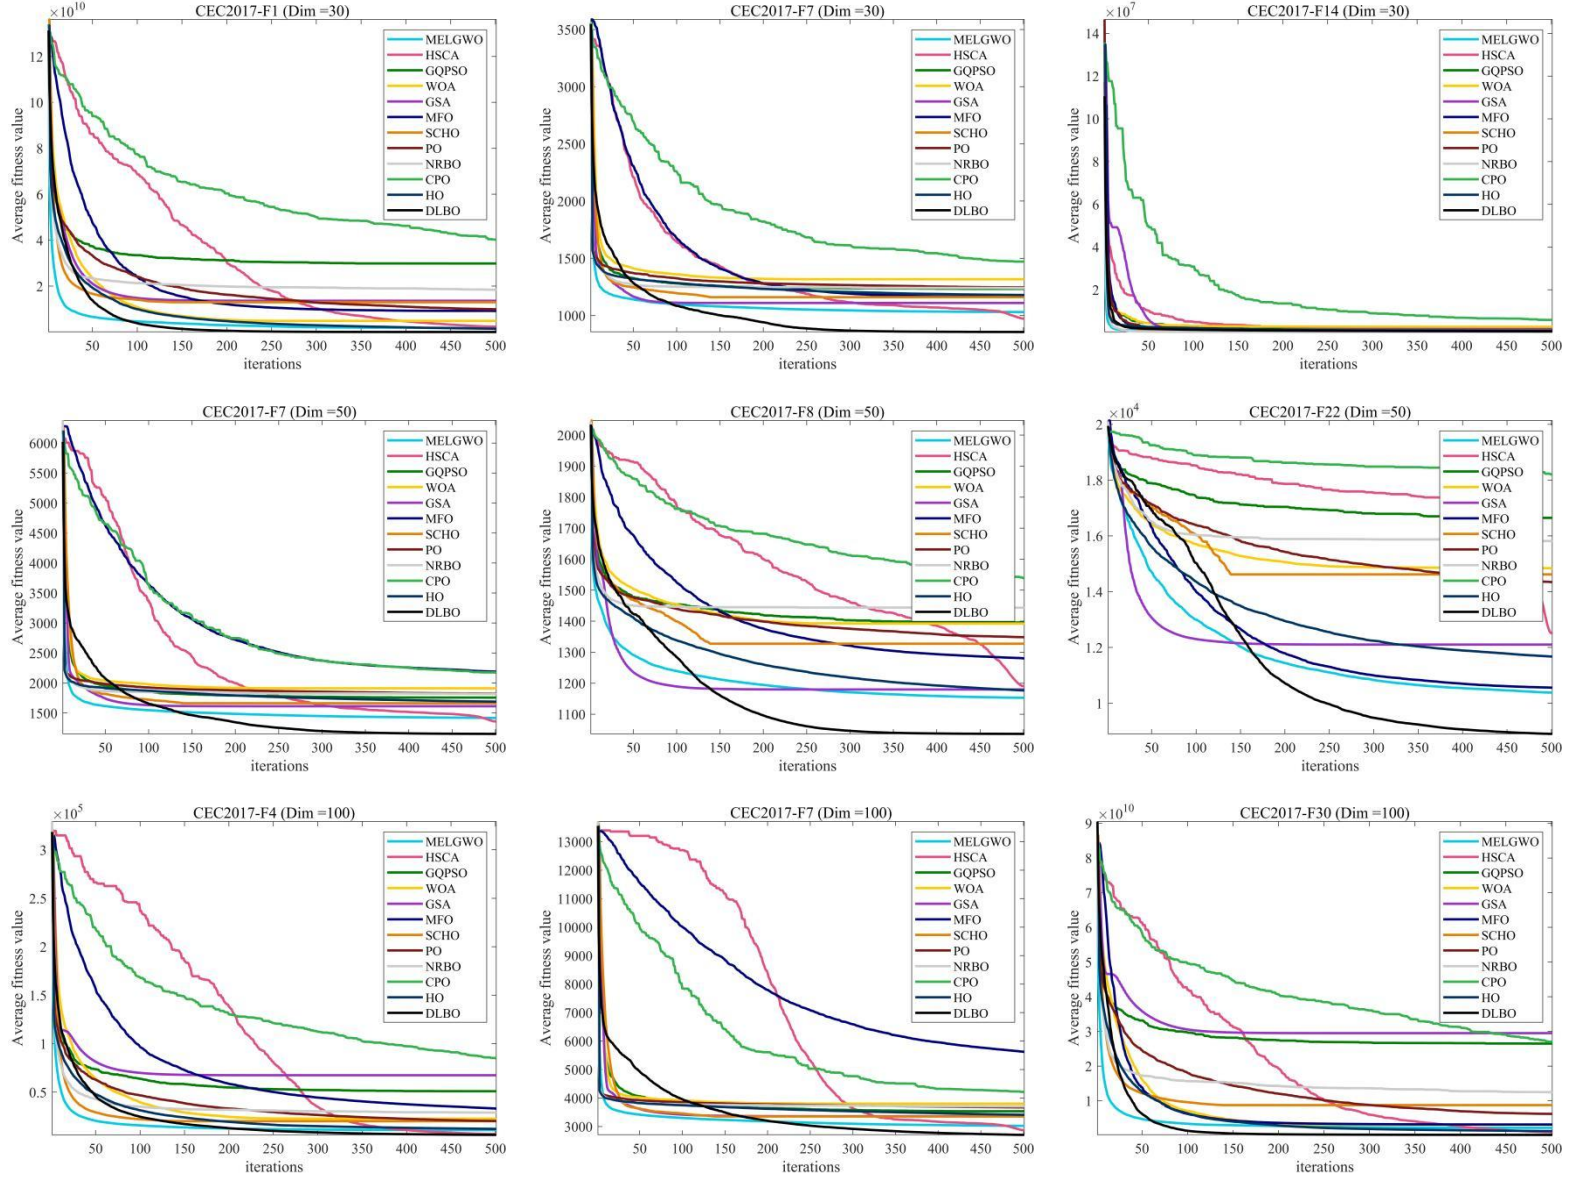 CEC2017-F1 (Dim =30)
×10^10
12
10
8
6
4
2
Average fitness value
50 100 150 200 250 300 350 400 450 500
iterations
MELGWO
HSCA
GQPSO
WOA
GSA
MFO
SCHO
PO
NRBO
CPO
HO
DLBO
CEC2017-F7 (Dim =30)
3500
3000
2500
2000
1500
1000
Average fitness value
50 100 150 200 250 300 350 400 450 500
iterations
MELGWO
HSCA
GQPSO
WOA
GSA
MFO
SCHO
PO
NRBO
CPO
HO
DLBO
CEC2017-F14 (Dim =30)
×10^7
14
12
10
8
6
4
2
Average fitness value
50 100 150 200 250 300 350 400 450 500
iterations
MELGWO
HSCA
GQPSO
WOA
GSA
MFO
SCHO
PO
NRBO
CPO
HO
DLBO
CEC2017-F7 (Dim =50)
6000
5500
5000
4500
4000
3500
3000
2500
2000
1500
Average fitness value
50 100 150 200 250 300 350 400 450 500
iterations
MELGWO
HSCA
GQPSO
WOA
GSA
MFO
SCHO
PO
NRBO
CPO
HO
DLBO
CEC2017-F8 (Dim =50)
2000
1900
1800
1700
1600
1500
1400
1300
1200
1100
Average fitness value
50 100 150 200 250 300 350 400 450 500
iterations
MELGWO
HSCA
GQPSO
WOA
GSA
MFO
SCHO
PO
NRBO
CPO
HO
DLBO
CEC2017-F22 (Dim =50)
×10^4
2
1.8
1.6
1.4
1.2
1
Average fitness value
50 100 150 200 250 300 350 400 450 500
iterations
MELGWO
HSCA
GQPSO
WOA
GSA
MFO
SCHO
PO
NRBO
CPO
HO
DLBO
CEC2017-F4 (Dim =100)
×10^5
3
2.5
2
1.5
1
0.5
Average fitness value
50 100 150 200 250 300 350 400 450 500
iterations
MELGWO
HSCA
GQPSO
WOA
GSA
MFO
SCHO
PO
NRBO
CPO
HO
DLBO
CEC2017-F7 (Dim =100)
13000
12000
11000
10000
9000
8000
7000
6000
5000
4000
3000
Average fitness value
50 100 150 200 250 300 350 400 450 500
iterations
MELGWO
HSCA
GQPSO
WOA
GSA
MFO
SCHO
PO
NRBO
CPO
HO
DLBO
CEC2017-F30 (Dim =100)
×10^10
9
8
7
6
5
4
3
2
1
Average fitness value
50 100 150 200 250 300 350 400 450 500
iterations
MELGWO
HSCA
GQPSO
WOA
GSA
MFO
SCHO
PO
NRBO
CPO
HO
DLBO